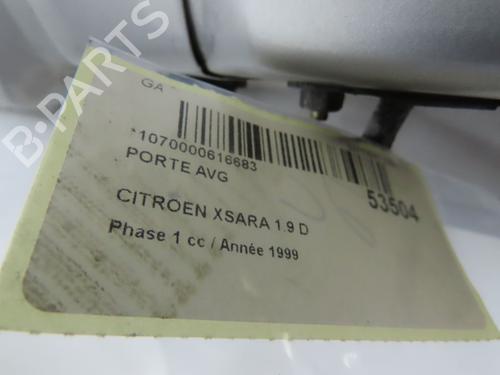 B-PARTS
GA
*1070000616683
PORTE AVG
53504
CITROEN XSARA 1.9 D
Phase 1 cc / Année 1999